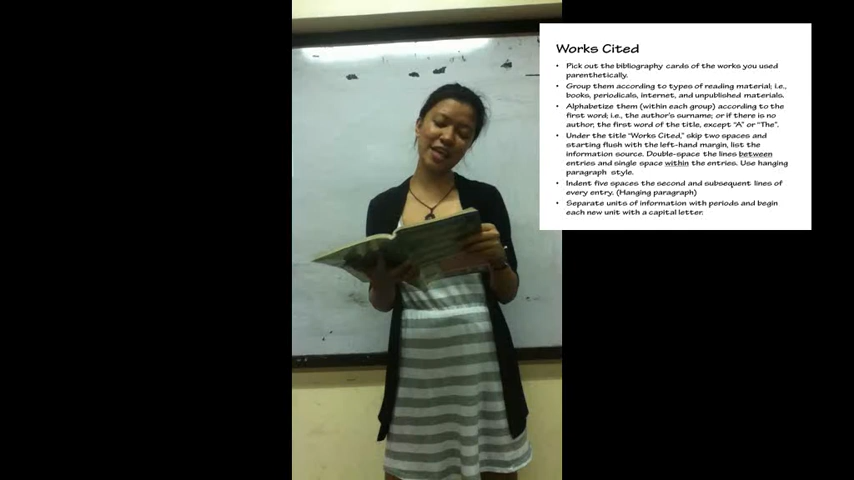 Works Cited
• Pick out the bibliography cards of the works you used
parenthetically.
• Group them according to types of reading material; i.e.,
books, periodicals, internet, and unpublished materials.
• Alphabetize them (within each group) according to the
first word; i.e., the author's surname; or if there is no
author, the first word of the title, except "A" or "The".
• Under the title "Works Cited," skip two spaces and
starting flush with the left-hand margin, list the
information source. Double-space the lines between
entries and single space within the entries. Use hanging
paragraph style.
• Indent five spaces the second and subsequent lines of
every entry. (Hanging paragraph)
• Separate units of information with periods and begin
each new unit with a capital letter.